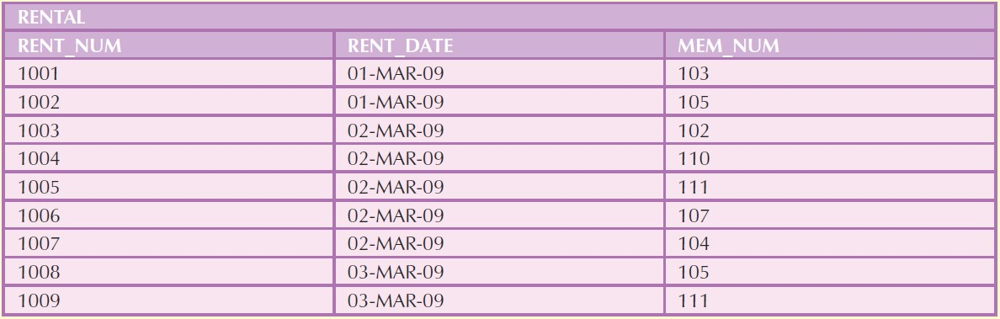 RENTAL
RENT_NUM RENT_DATE MEM_NUM
1001 01-MAR-09 103
1002 01-MAR-09 105
1003 02-MAR-09 102
1004 02-MAR-09 110
1005 02-MAR-09 111
1006 02-MAR-09 107
1007 02-MAR-09 104
1008 03-MAR-09 105
1009 03-MAR-09 111